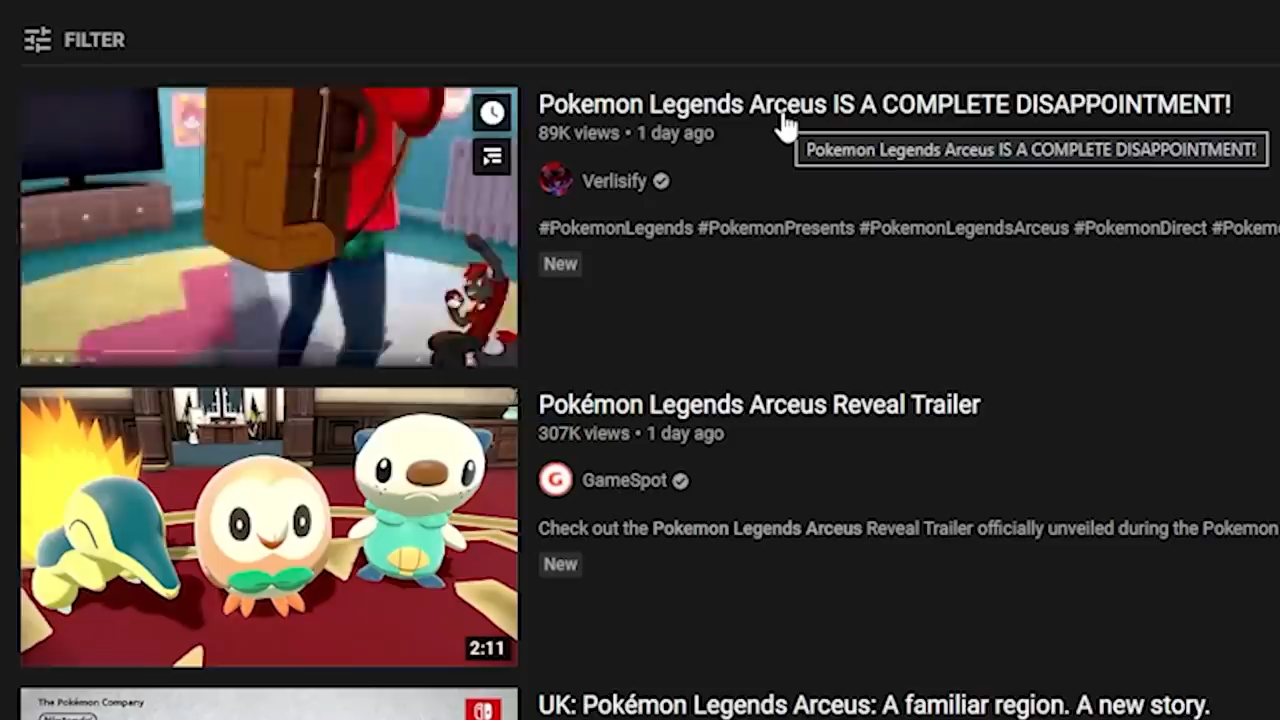 FILTER
Pokemon Legends Arceus IS A COMPLETE DISAPPOINTMENT!
89K views • 1 day ago
Pokemon Legends Arceus IS A COMPLETE DISAPPOINTMENT!
Verlisify
#PokemonLegends #PokemonPresents #PokemonLegendsArceus #PokemonDirect #Pokem
New
Pokémon Legends Arceus Reveal Trailer
307K views • 1 day ago
G GameSpot
Check out the Pokemon Legends Arceus Reveal Trailer officially unveiled during the Pokemon
New
2:11
The Pokémon Company
Nintendo
UK: Pokémon Legends Arceus: A familiar region. A new story.